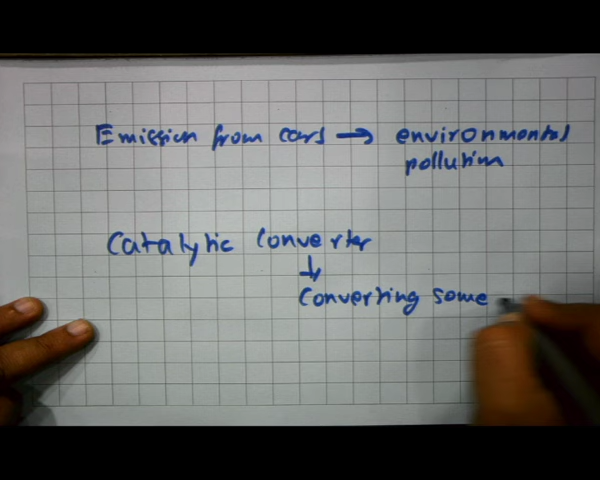 Emission from cars → environmental
pollution
Catalytic Converter
↓
Converting some